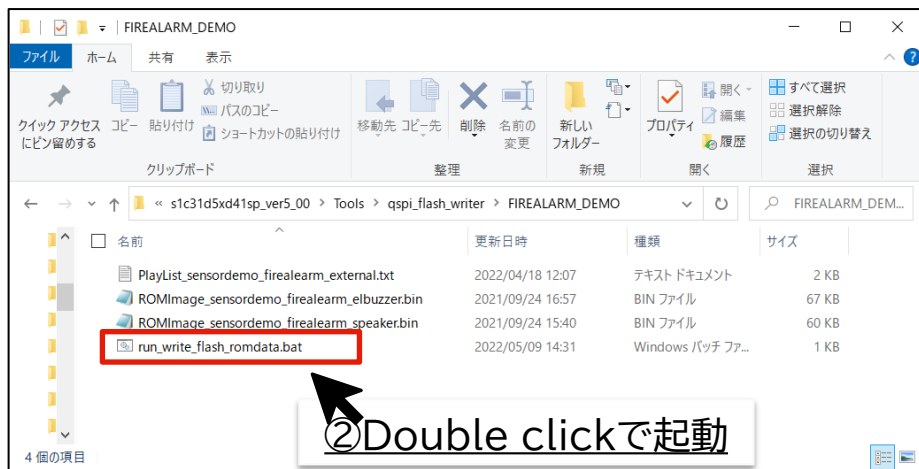 FIREALARM_DEMO
ファイル ホーム 共有 表示
クイック アクセス
にピン留めする
コピー
貼り付け
切り取り
パスのコピー
ショートカットの貼り付け
クリップボード
移動先
コピー先
削除
名前の
変更
整理
新しい
フォルダー
新規
プロパティ
開く
編集
履歴
開く
すべて選択
選択解除
選択の切り替え
選択
« s1c31d5xd41sp_ver5_00 > Tools > qspi_flash_writer > FIREALARM_DEMO
FIREALARM_DEM...
名前 更新日時 種類 サイズ
PlayList_sensordemo_firealearm_external.txt 2022/04/18 12:07 テキスト ドキュメント 2 KB
ROMImage_sensordemo_firealearm_elbuzzer.bin 2021/09/24 16:57 BIN ファイル 67 KB
ROMImage_sensordemo_firealearm_speaker.bin 2021/09/24 15:40 BIN ファイル 60 KB
run_write_flash_romdata.bat 2022/05/09 14:31 Windows バッチ ファ... 1 KB
②Double clickで起動
4 個の項目